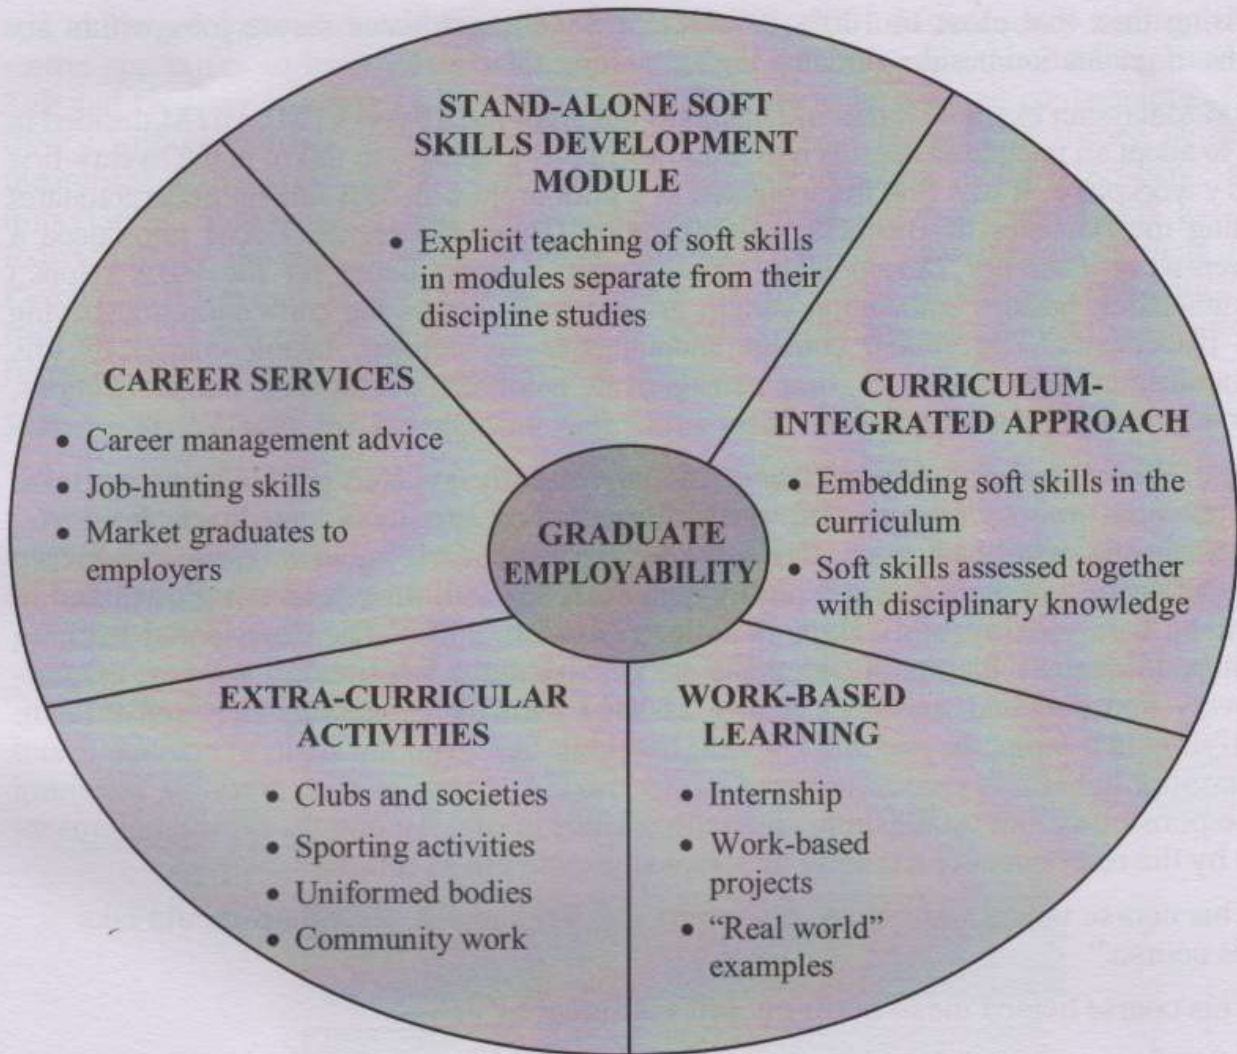 STAND-ALONE SOFT
SKILLS DEVELOPMENT
MODULE
• Explicit teaching of soft skills
in modules separate from their
discipline studies
CURRICULUM-
INTEGRATED APPROACH
• Embedding soft skills in the
curriculum
• Soft skills assessed together
with disciplinary knowledge
WORK-BASED
LEARNING
• Internship
• Work-based
projects
• “Real world”
examples
EXTRA-CURRICULAR
ACTIVITIES
• Clubs and societies
• Sporting activities
• Uniformed bodies
• Community work
CAREER SERVICES
• Career management advice
• Job-hunting skills
• Market graduates to
employers
GRADUATE
EMPLOYABILITY